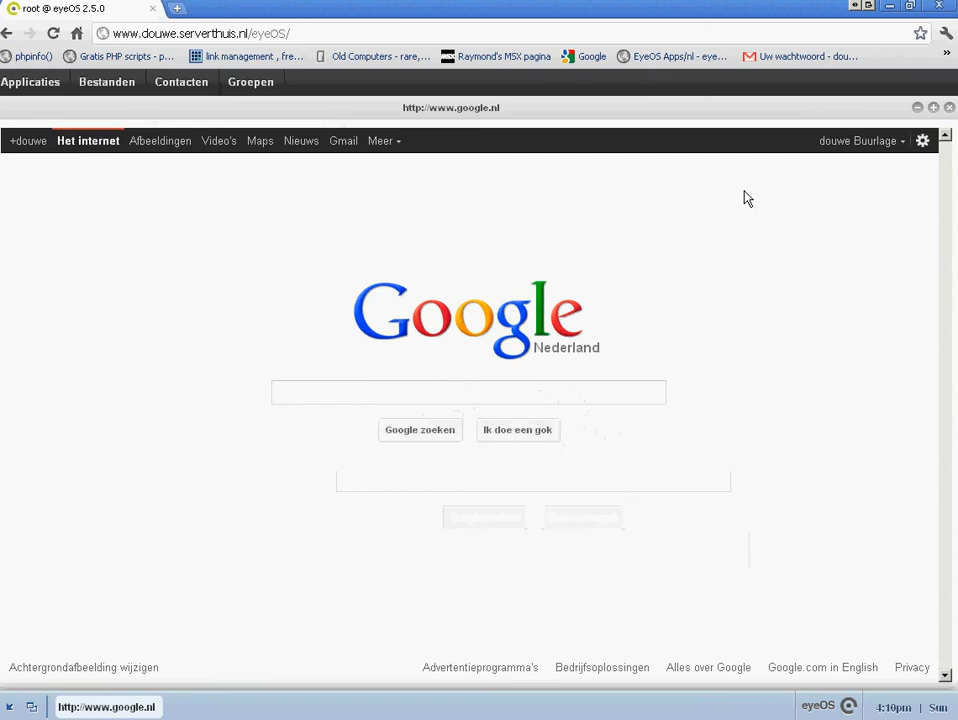 root @ eyeOS 2.5.0
www.douwe.serverthuis.nl/eyeOS/
phpinfo() Gratis PHP scripts - p... link management , fre... Old Computers - rare,... Raymond's MSX pagina Google EyeOS Apps/nl - eye... Uw wachtwoord - dou... »
Applicaties Bestanden Contacten Groepen
http://www.google.nl
+douwe Het internet Afbeeldingen Video's Maps Nieuws Gmail Meer douwe Buurlage
Google
Nederland
Google zoeken Ik doe een gok
Achtergrondafbeelding wijzigen Advertentieprogramma's Bedrijfsoplossingen Alles over Google Google.com in English Privacy
http://www.google.nl eyeOS 4:10pm | Sun